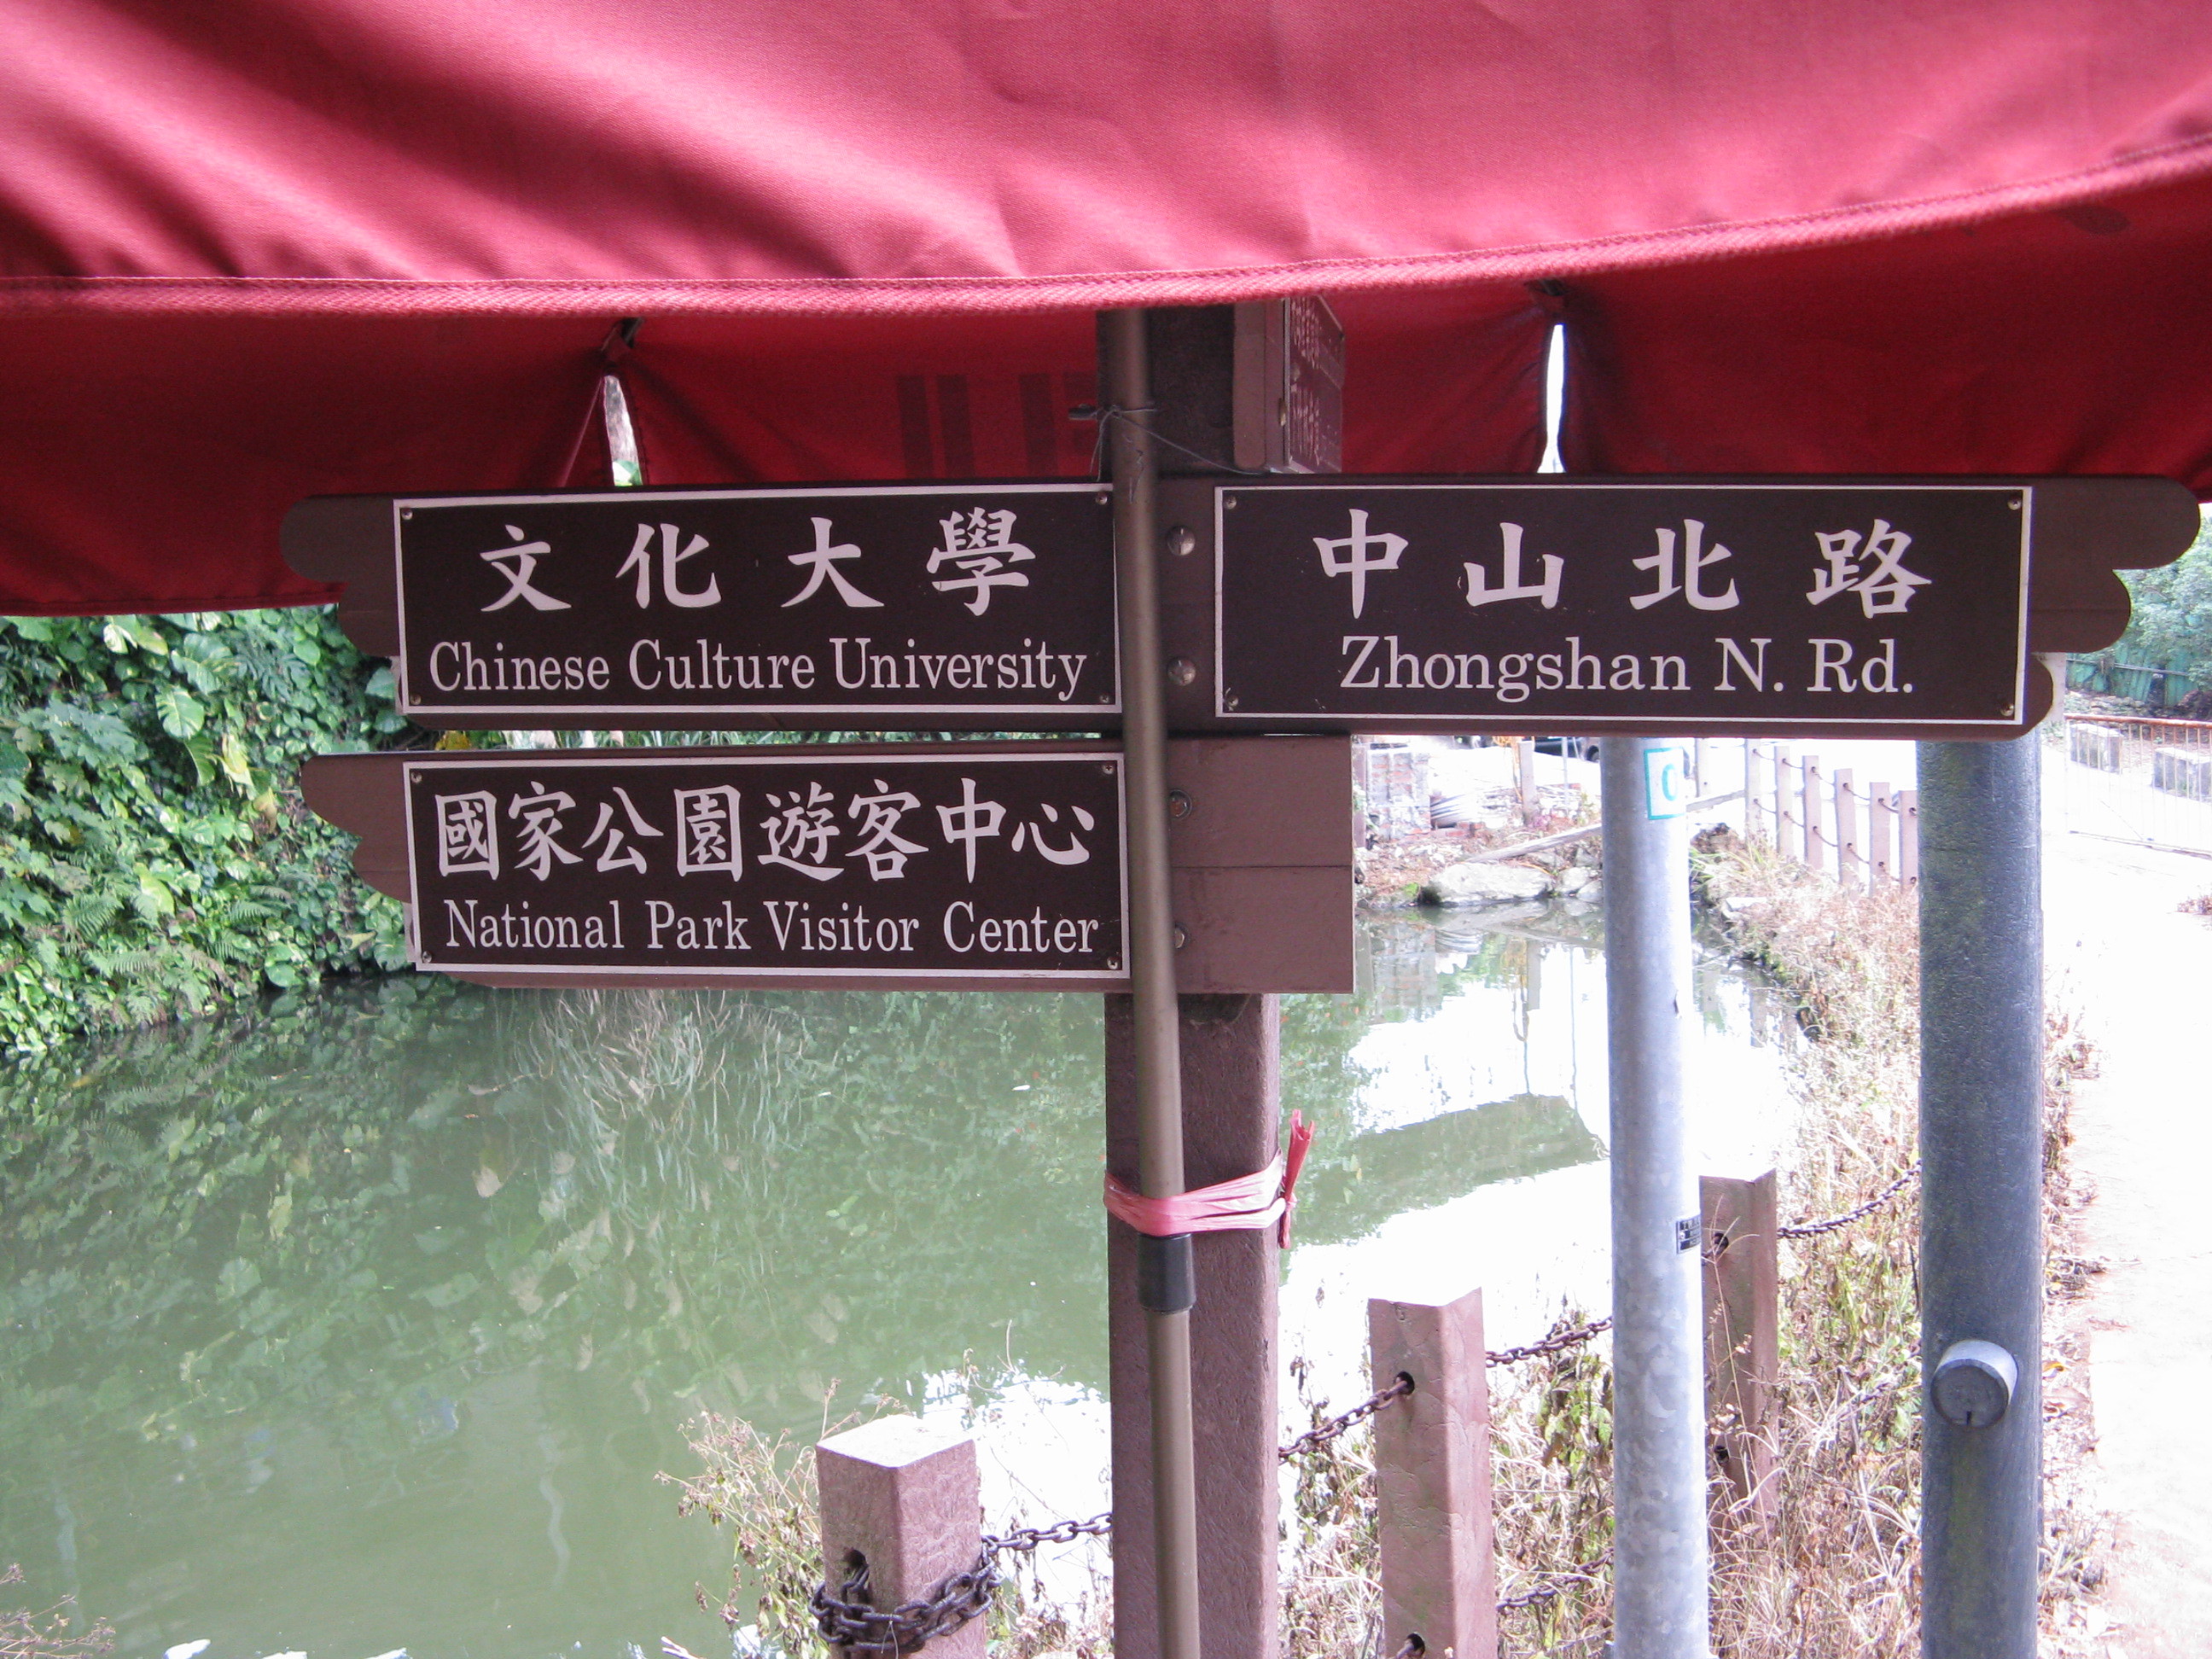 文化大學
Chinese Culture University
中山北路
Zhongshan N. Rd.
國家公園遊客中心
National Park Visitor Center